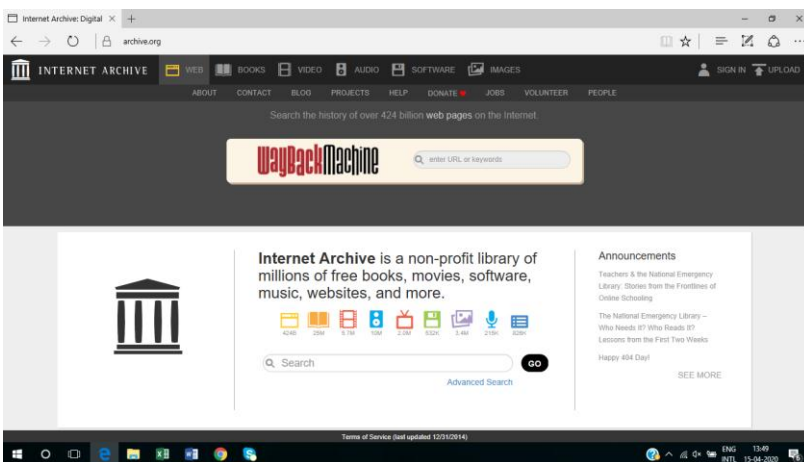 Internet Archive: Digital
archive.org
INTERNET ARCHIVE WEB BOOKS VIDEO AUDIO SOFTWARE IMAGES SIGN IN UPLOAD
ABOUT CONTACT BLOG PROJECTS HELP DONATE JOBS VOLUNTEER PEOPLE
Search the history of over 424 billion web pages on the Internet.
WayBackMachine
enter URL or keywords
Internet Archive is a non-profit library of
millions of free books, movies, software,
music, websites, and more.
Search
GO
Advanced Search
Announcements
Teachers & the National Emergency
Library: Stories from the Frontlines of
Online Schooling
The National Emergency Library –
Who Needs It? Who Reads It?
Lessons from the First Two Weeks
Happy 404 Day!
SEE MORE
Terms of Service (last updated 12/31/2014)
ENG 13:49
INTL 15-04-2020